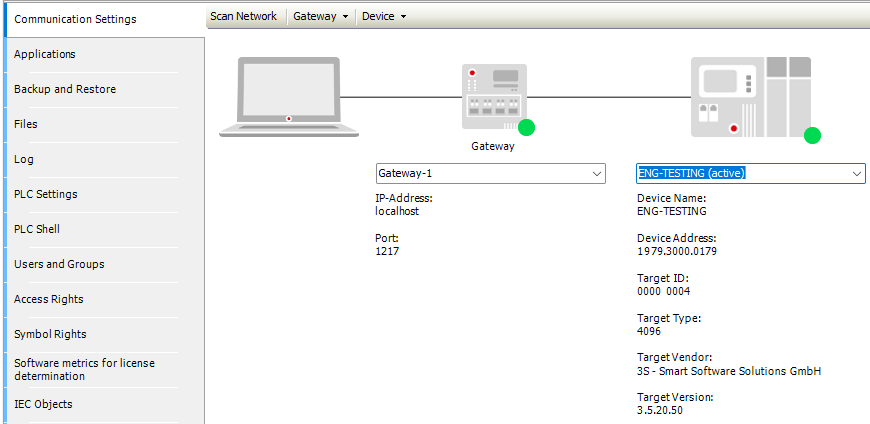 Communication Settings
Applications
Backup and Restore
Files
Log
PLC Settings
PLC Shell
Users and Groups
Access Rights
Symbol Rights
Software metrics for license
determination
IEC Objects
Scan Network
Gateway
Device
Gateway
Gateway-1
IP-Address:
localhost
Port:
1217
ENG-TESTING (active)
Device Name:
ENG-TESTING
Device Address:
1979.3000.0179
Target ID:
0000 0004
Target Type:
4096
Target Vendor:
3S - Smart Software Solutions GmbH
Target Version:
3.5.20.50